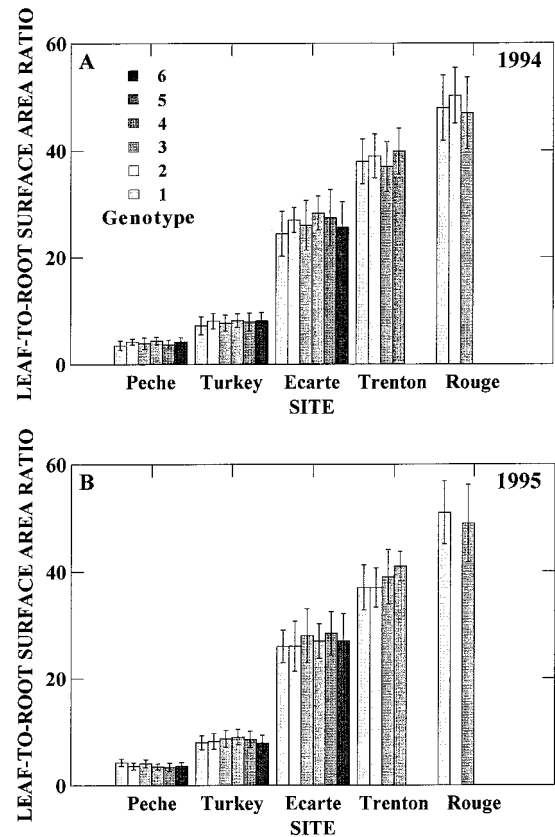 LEAF-TO-ROOT SURFACE AREA RATIO
60
40
20
0
A
1994
6
5
4
3
2
1
Genotype
Peche Turkey Ecarte Trenton Rouge
SITE
LEAF-TO-ROOT SURFACE AREA RATIO
60
40
20
0
B
1995
Peche Turkey Ecarte Trenton Rouge
SITE